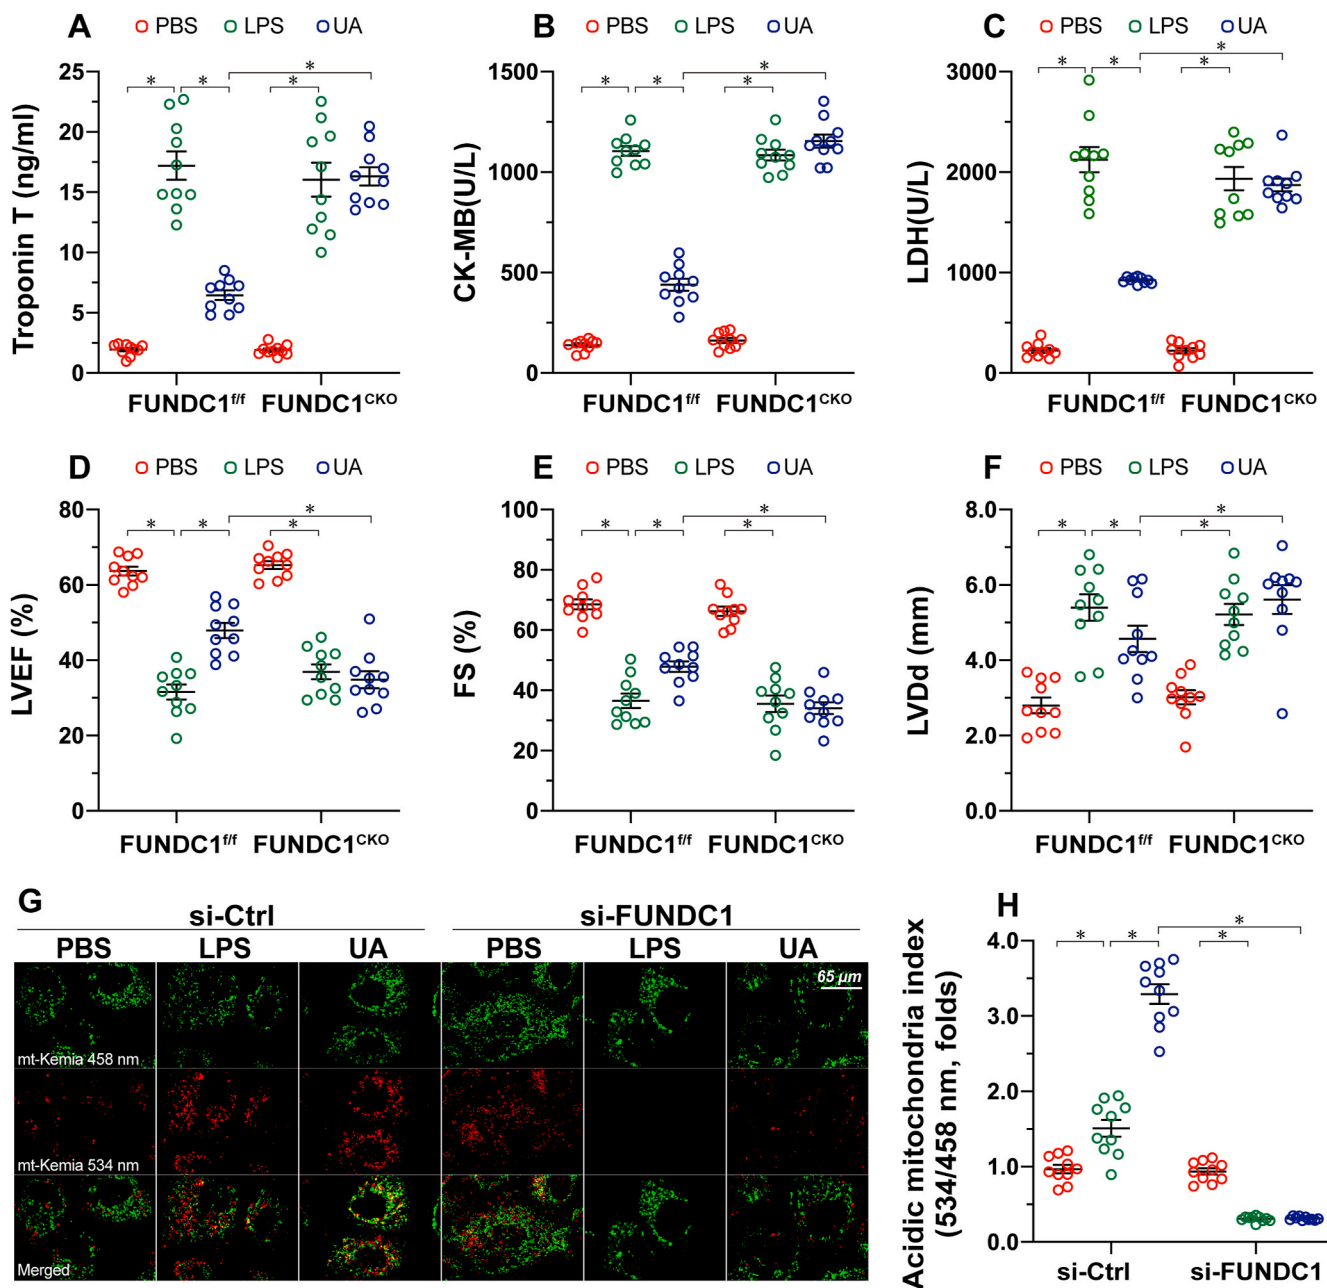 A
PBS LPS UA
Troponin T (ng/ml)
25
20
15
10
5
0
* * * *
FUNDC1f/f FUNDC1CKO
B
PBS LPS UA
CK-MB(U/L)
1500
1000
500
0
* * * *
FUNDC1f/f FUNDC1CKO
C
PBS LPS UA
LDH(U/L)
3000
2000
1000
0
* * * *
FUNDC1f/f FUNDC1CKO
D
PBS LPS UA
LVEF (%)
80
60
40
20
0
* * * *
FUNDC1f/f FUNDC1CKO
E
PBS LPS UA
FS (%)
100
80
60
40
20
0
* * * *
FUNDC1f/f FUNDC1CKO
F
PBS LPS UA
LVDd (mm)
8.0
6.0
4.0
2.0
0.0
* * * *
FUNDC1f/f FUNDC1CKO
G
si-Ctrl si-FUNDC1
PBS LPS UA PBS LPS UA
65 μm
mt-Kemia 458 nm
mt-Kemia 534 nm
Merged
H
Acidic mitochondria index
(534/458 nm, folds)
4.0
3.0
2.0
1.0
0.0
* * * *
si-Ctrl si-FUNDC1